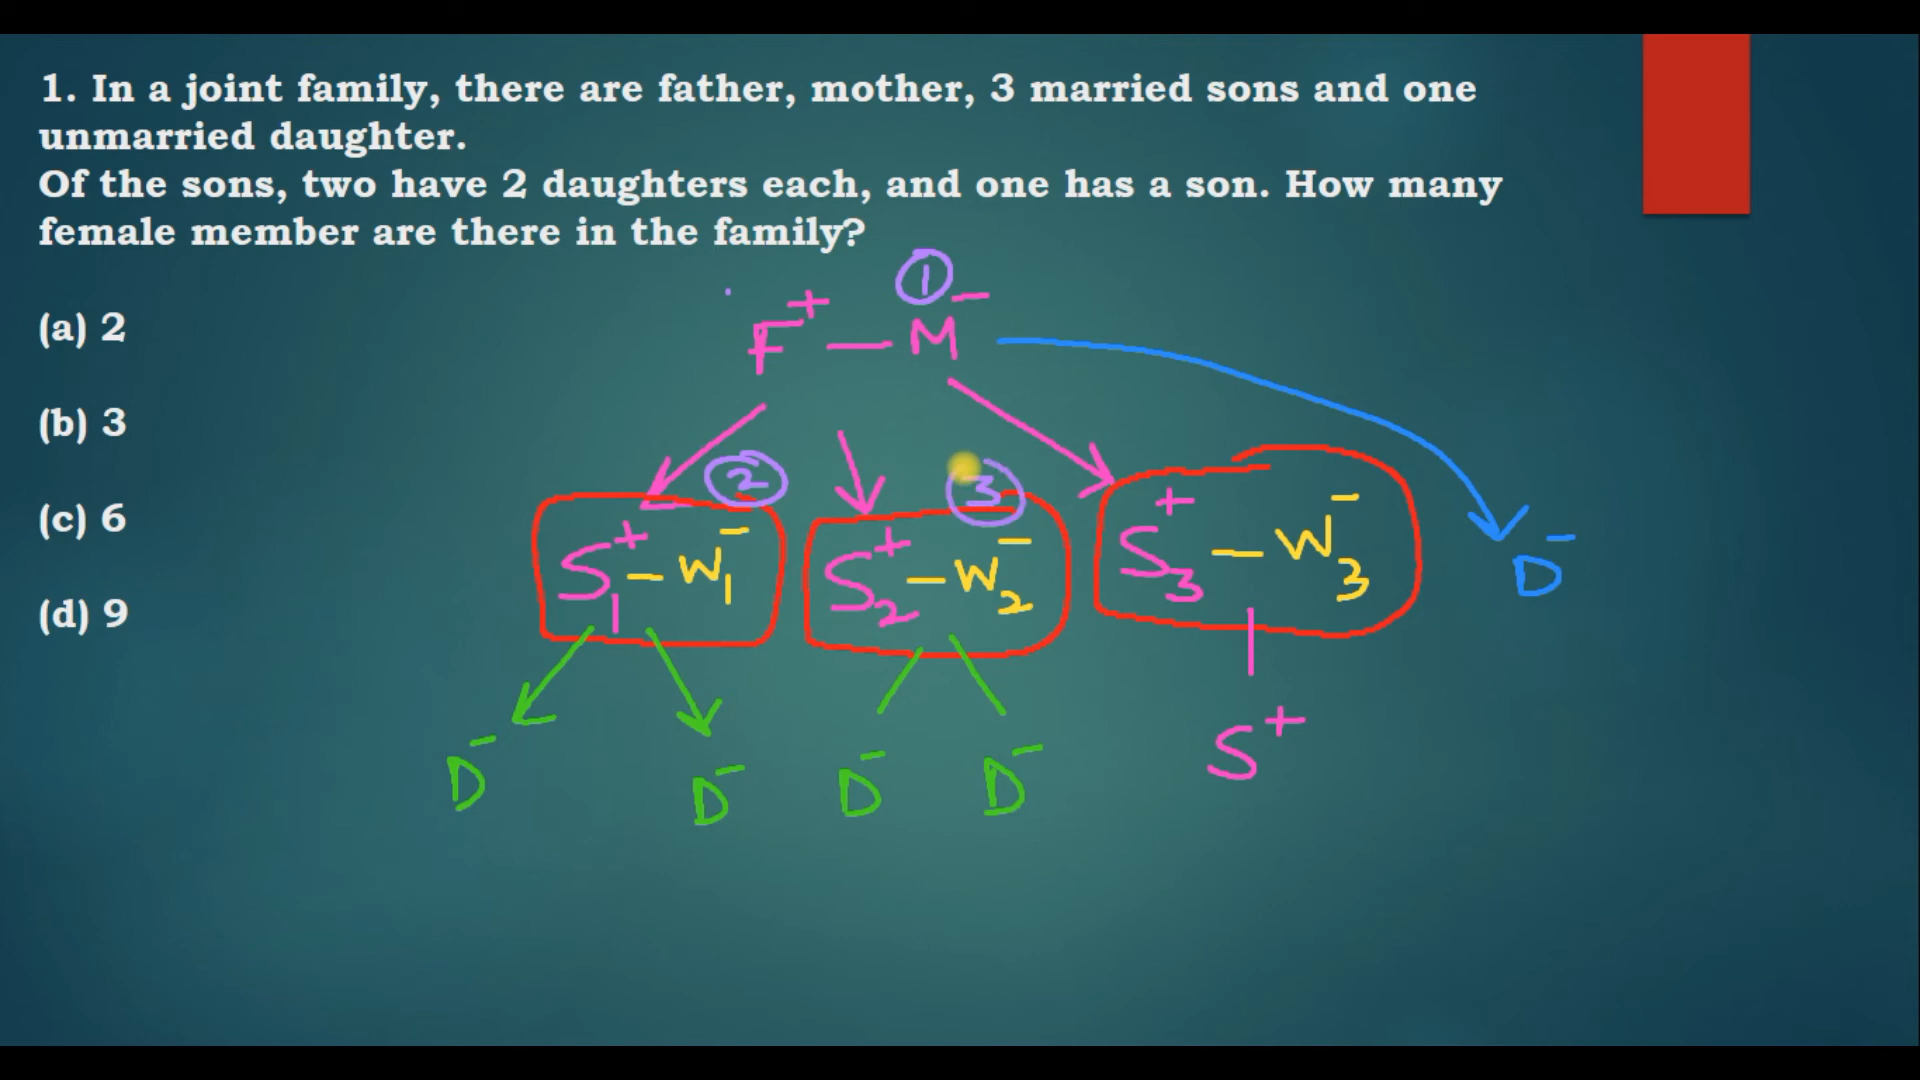 1. In a joint family, there are father, mother, 3 married sons and one
unmarried daughter.
Of the sons, two have 2 daughters each, and one has a son. How many
female member are there in the family?
(a) 2
(b) 3
(c) 6
(d) 9
1
F+ — M−
2
3
S1+ – W1−
S2+ – W2−
S3+ – W3−
D−
D−
D−
D−
D−
S+